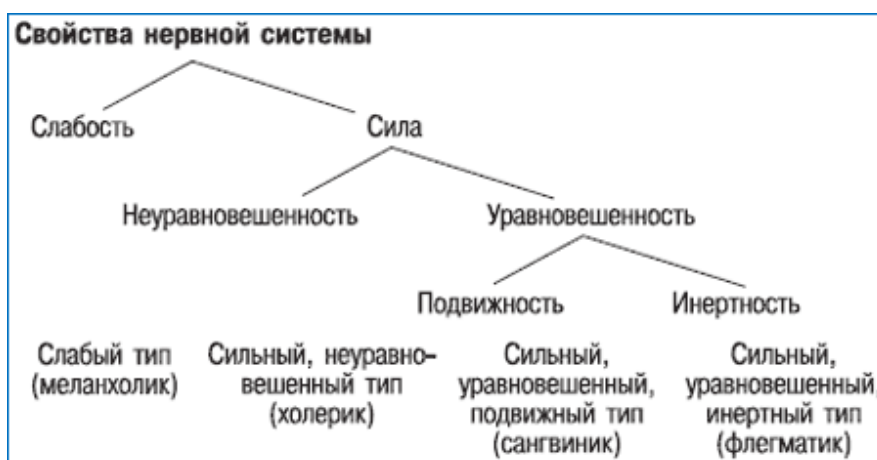 Свойства нервной системы
Слабость
Сила
Неуравновешенность
Уравновешенность
Подвижность
Инертность
Слабый тип
(меланхолик)
Сильный, неуравно-
вешенный тип
(холерик)
Сильный,
уравновешенный,
подвижный тип
(сангвиник)
Сильный,
уравновешенный,
инертный тип
(флегматик)